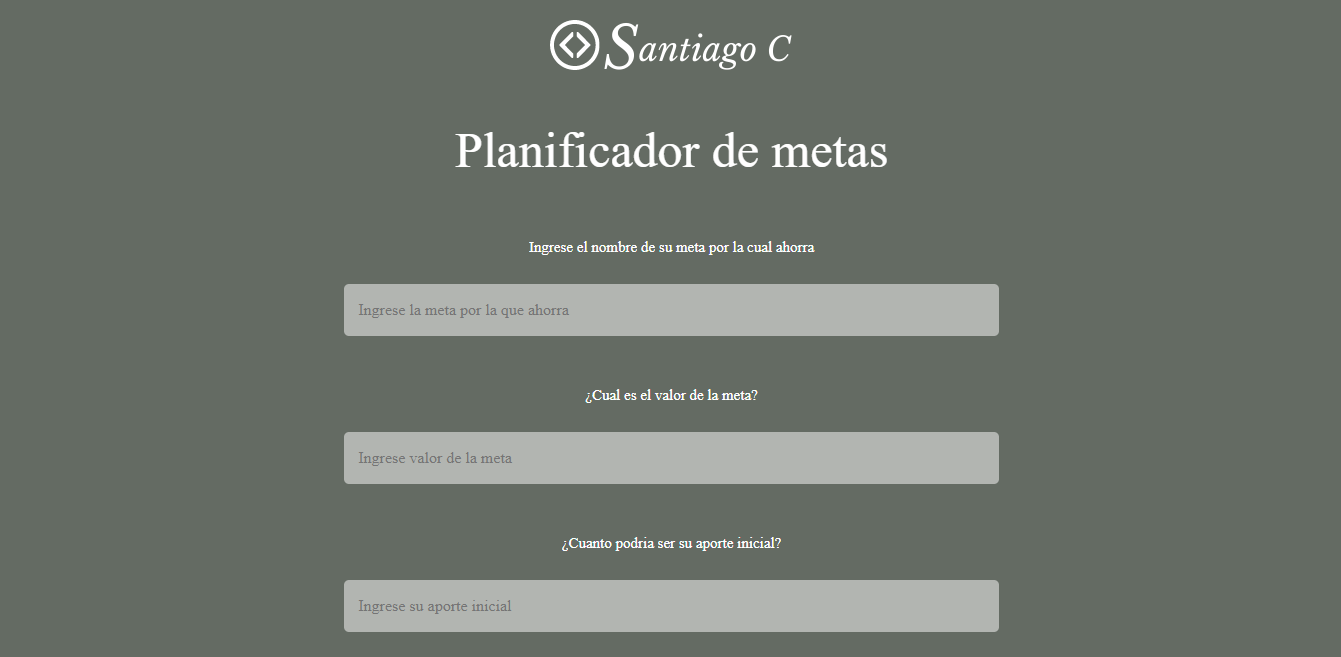 Santiago C
Planificador de metas
Ingrese el nombre de su meta por la cual ahorra
Ingrese la meta por la que ahorra
¿Cual es el valor de la meta?
Ingrese valor de la meta
¿Cuanto podria ser su aporte inicial?
Ingrese su aporte inicial